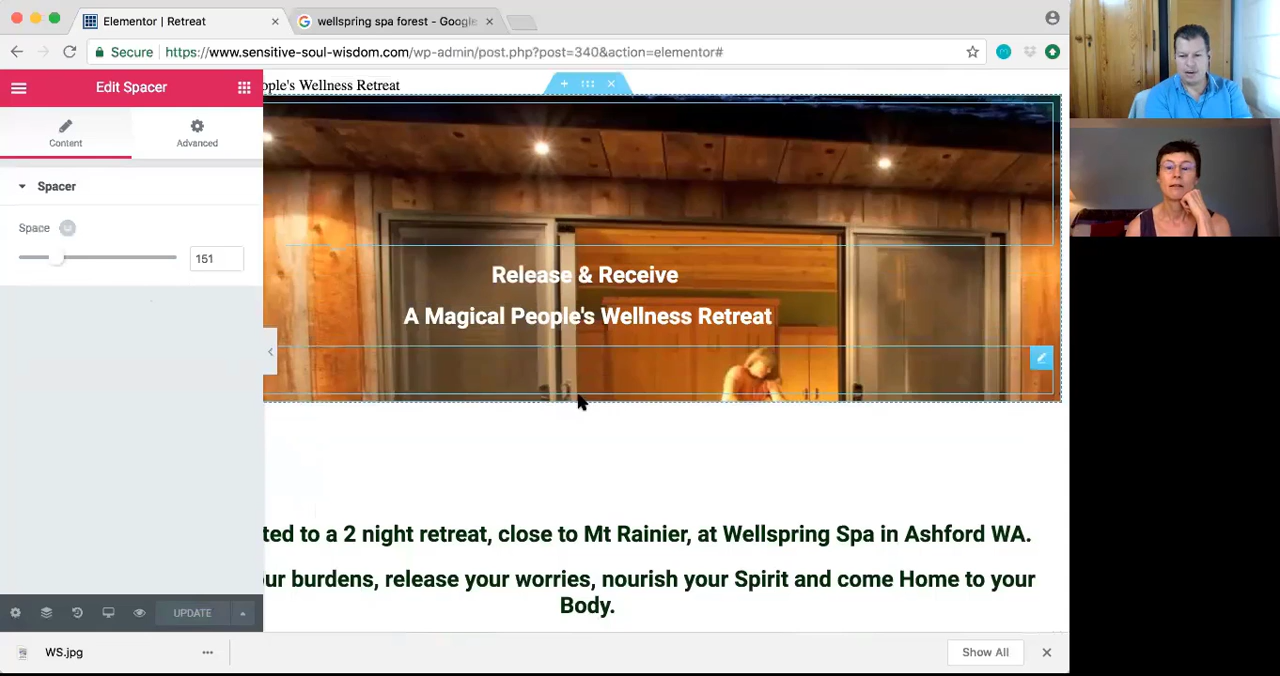 Elementor | Retreat
wellspring spa forest - Google
Secure
https://www.sensitive-soul-wisdom.com/wp-admin/post.php?post=340&action=elementor#
Edit Spacer
ople's Wellness Retreat
Content
Advanced
Spacer
Space
151
Release & Receive
A Magical People's Wellness Retreat
ted to a 2 night retreat, close to Mt Rainier, at Wellspring Spa in Ashford WA.
our burdens, release your worries, nourish your Spirit and come Home to your
Body.
UPDATE
WS.jpg
Show All